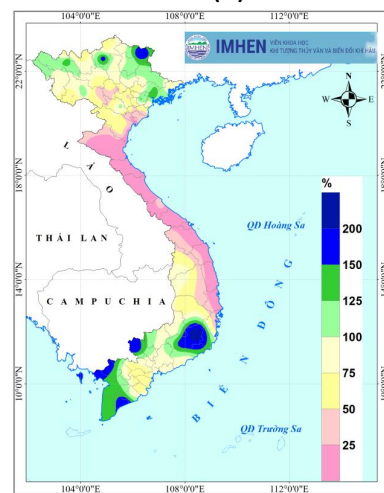 104°0'0"E 108°0'0"E 112°0'0"E
IMHEN VIỆN KHOA HỌC
KHÍ TƯỢNG THỦY VĂN VÀ BIẾN ĐỔI KHÍ HẬU
22°0'0"N
N
W E
S
18°0'0"N
LÀO
%
200
150
125
100
75
50
25
QĐ Hoàng Sa
THÁI LAN
14°0'0"N
CAMPUCHIA
BIỂN ĐÔNG
10°0'0"N
QĐ Trường Sa
104°0'0"E 108°0'0"E 112°0'0"E